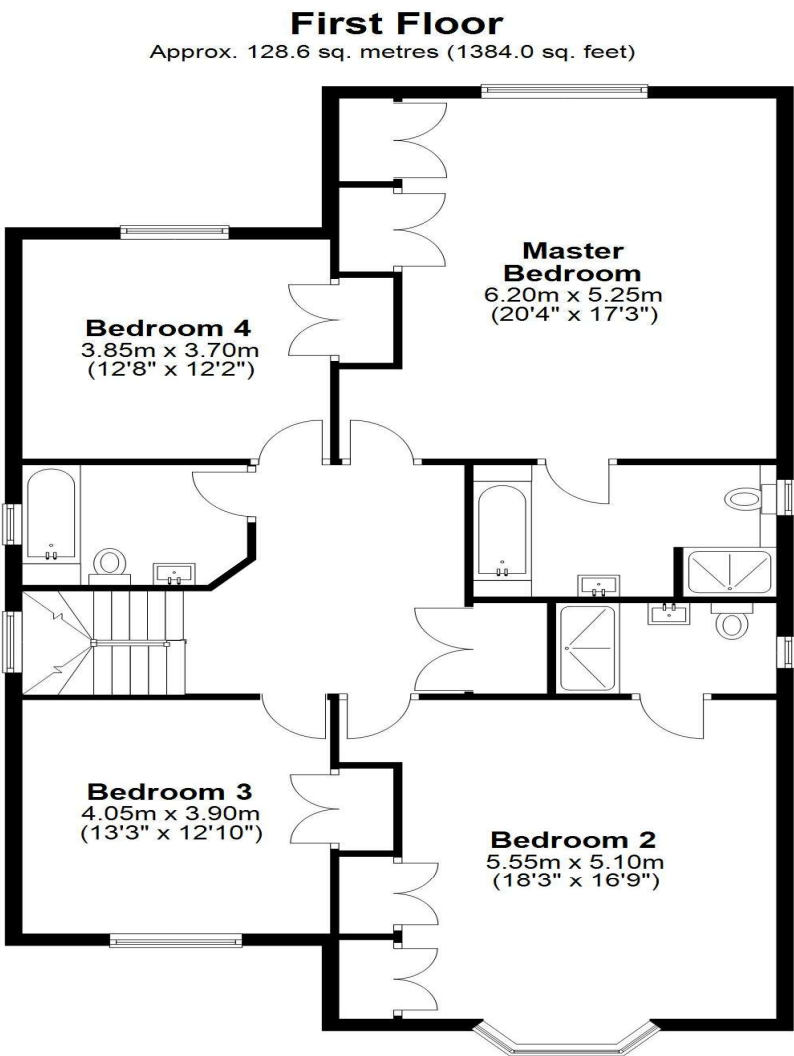 First Floor
Approx. 128.6 sq. metres (1384.0 sq. feet)
Master
Bedroom
6.20m x 5.25m
(20'4" x 17'3")
Bedroom 4
3.85m x 3.70m
(12'8" x 12'2")
Bedroom 3
4.05m x 3.90m
(13'3" x 12'10")
Bedroom 2
5.55m x 5.10m
(18'3" x 16'9")